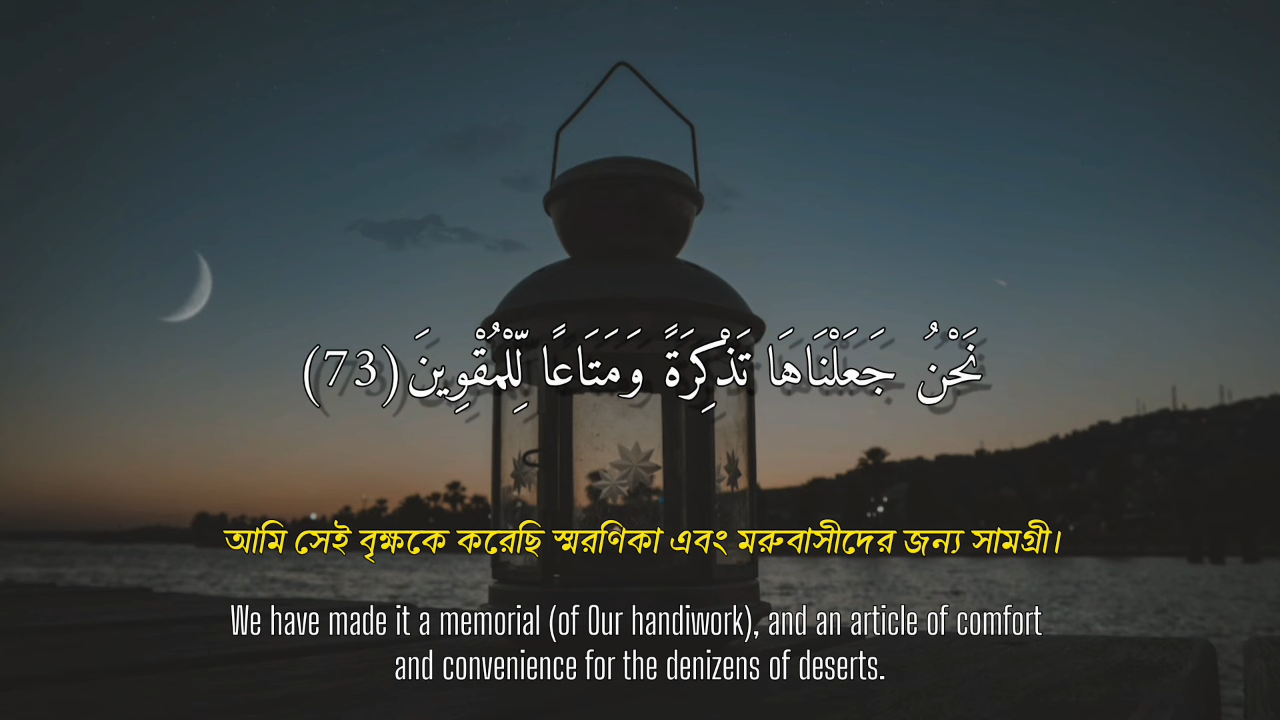 نَحْنُ جَعَلْنَاهَا تَذْكِرَةً وَمَتَاعًا لِّلْمُقْوِينَ (73)
আমি সেই বৃক্ষকে করেছি স্মরণিকা এবং মরুবাসীদের জন্য সামগ্রী।
We have made it a memorial (of Our handiwork), and an article of comfort
and convenience for the denizens of deserts.